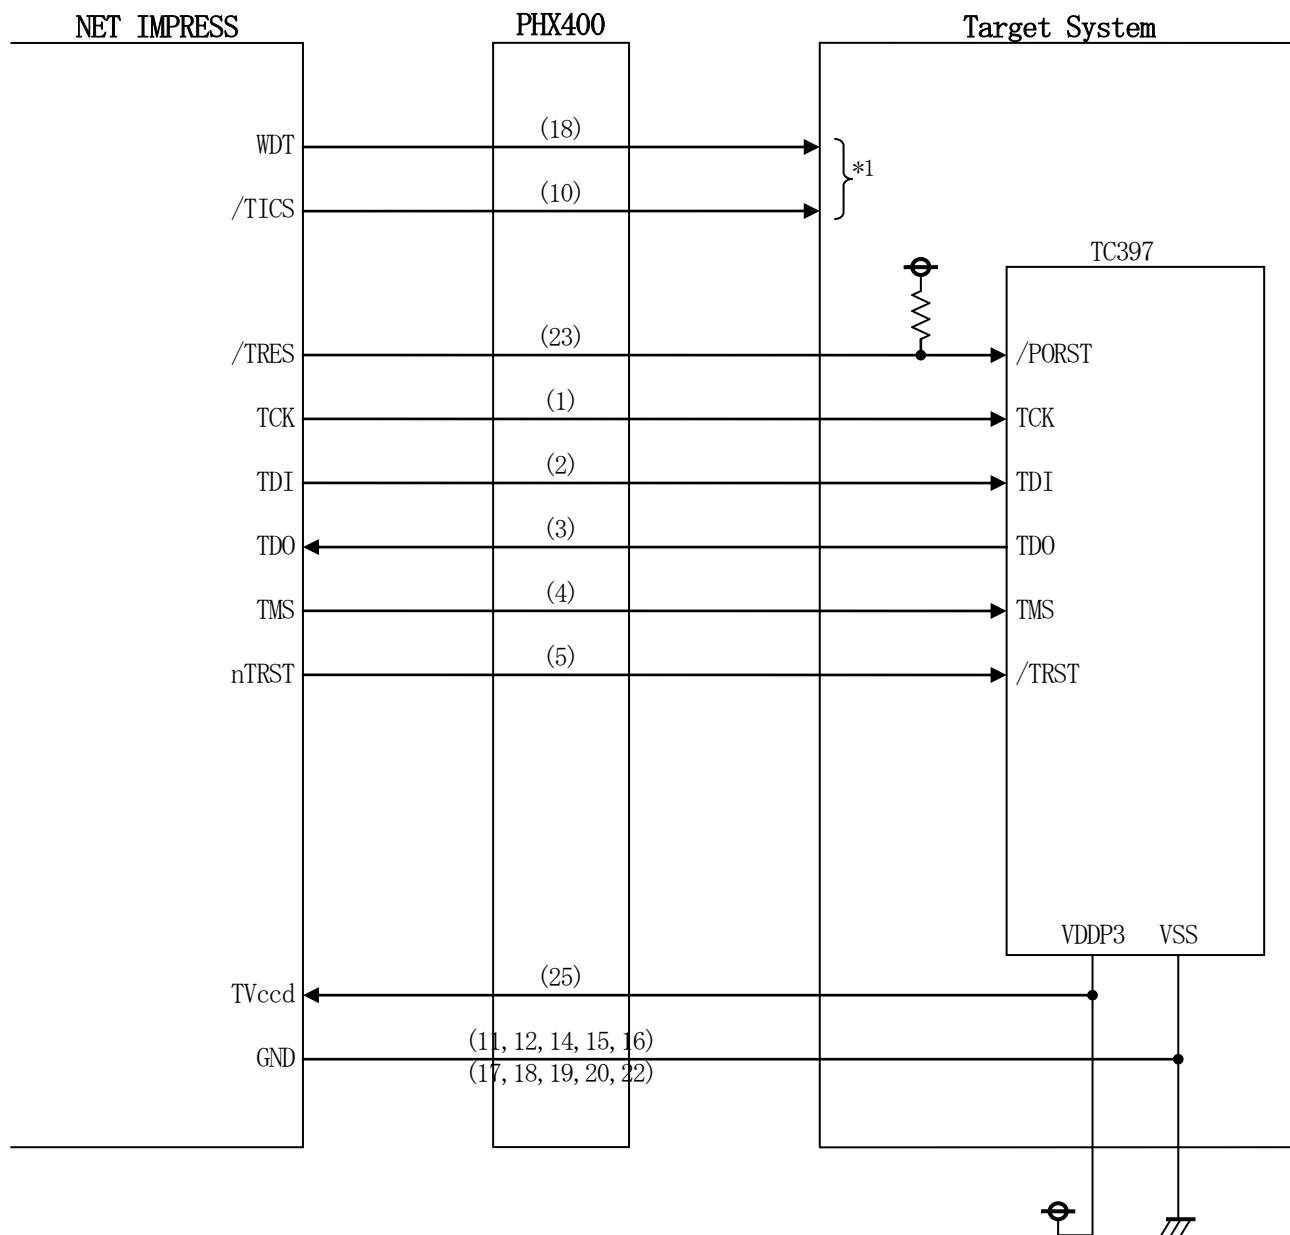 NET IMPRESS PHX400 Target System
WDT (18)
*1
/TICS (10)
TC397
/TRES (23) /PORST
TCK (1) TCK
TDI (2) TDI
TDO (3) TDO
TMS (4) TMS
nTRST (5) /TRST
VDDP3 VSS
TVccd (25)
GND (11,12,14,15,16)
(17,18,19,20,22)